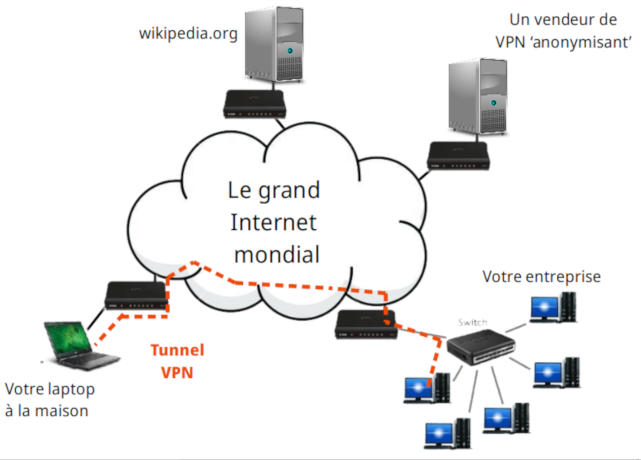 wikipedia.org
Un vendeur de
VPN ‘anonymisant’
Le grand
Internet
mondial
Votre entreprise
Switch
Tunnel
VPN
Votre laptop
à la maison